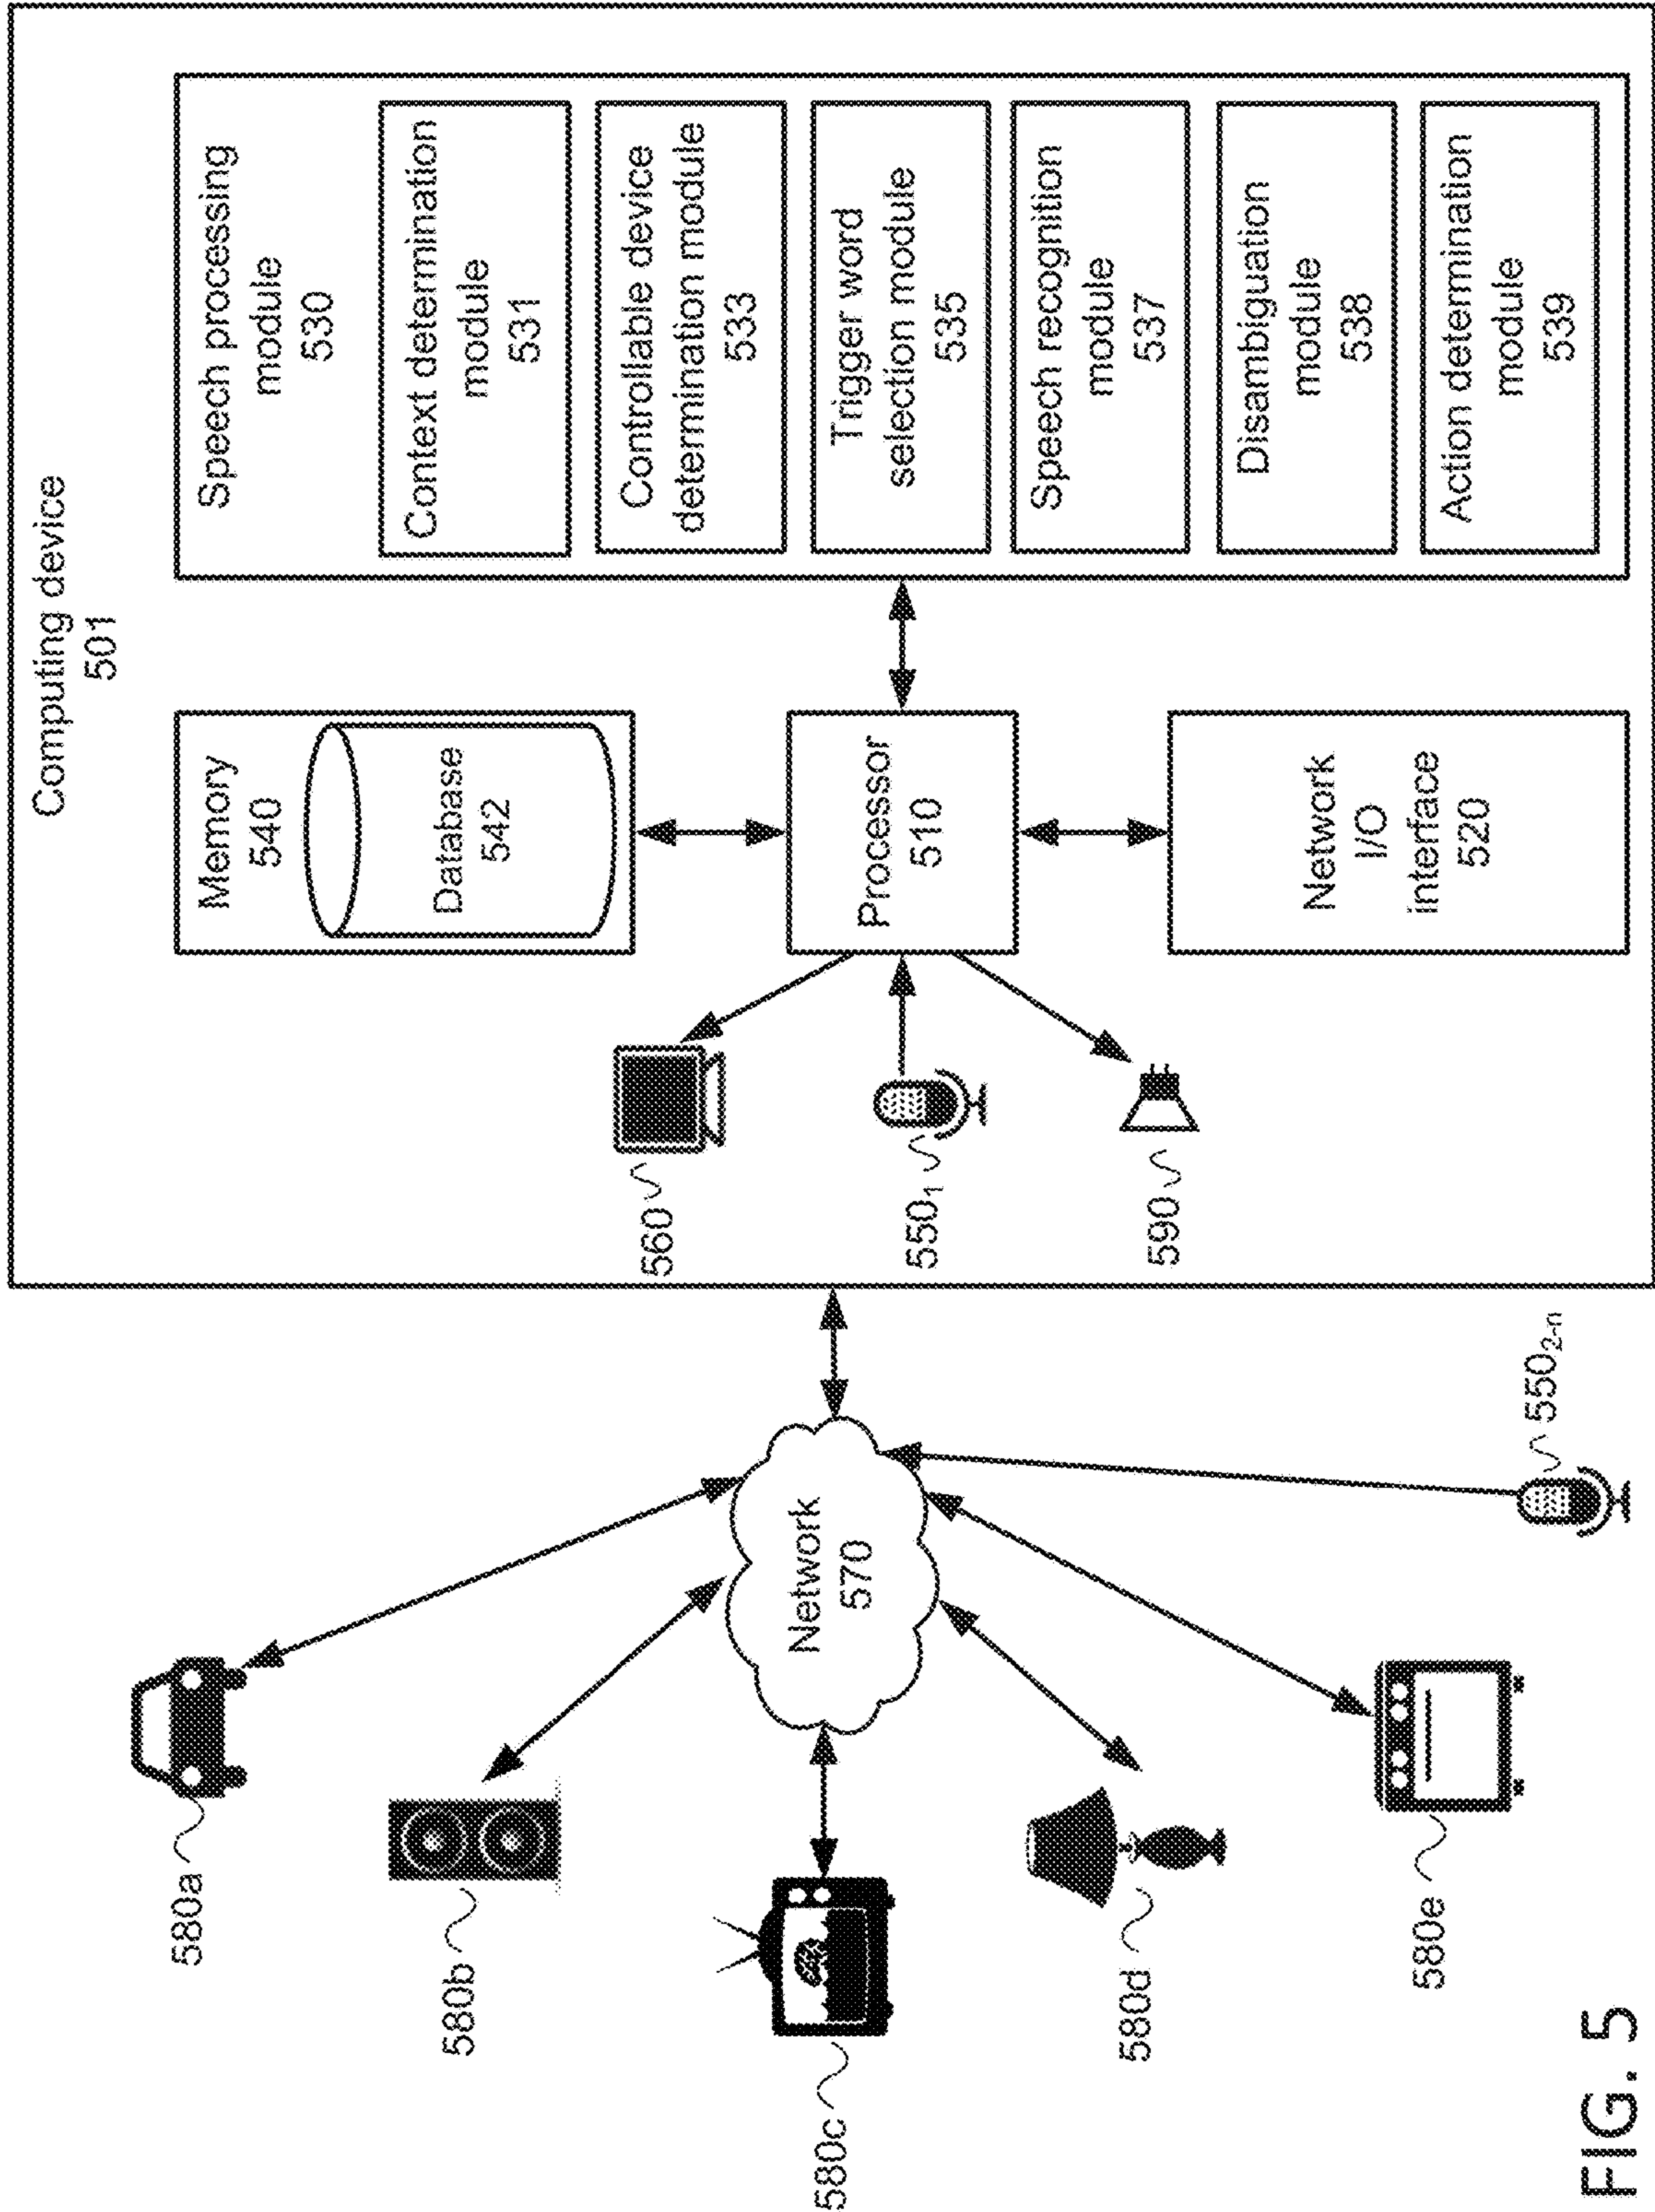 Computing device
501
Memory
540
Database
542
Processor
510
Network
I/O
interface
520
Speech processing
module
530
Context determination
module
531
Controllable device
determination module
533
Trigger word
selection module
535
Speech recognition
module
537
Disambiguation
module
538
Action determination
module
539
560
550₁
590
Network
570
550₂₋ₙ
580a
580b
580c
580d
580e
FIG. 5